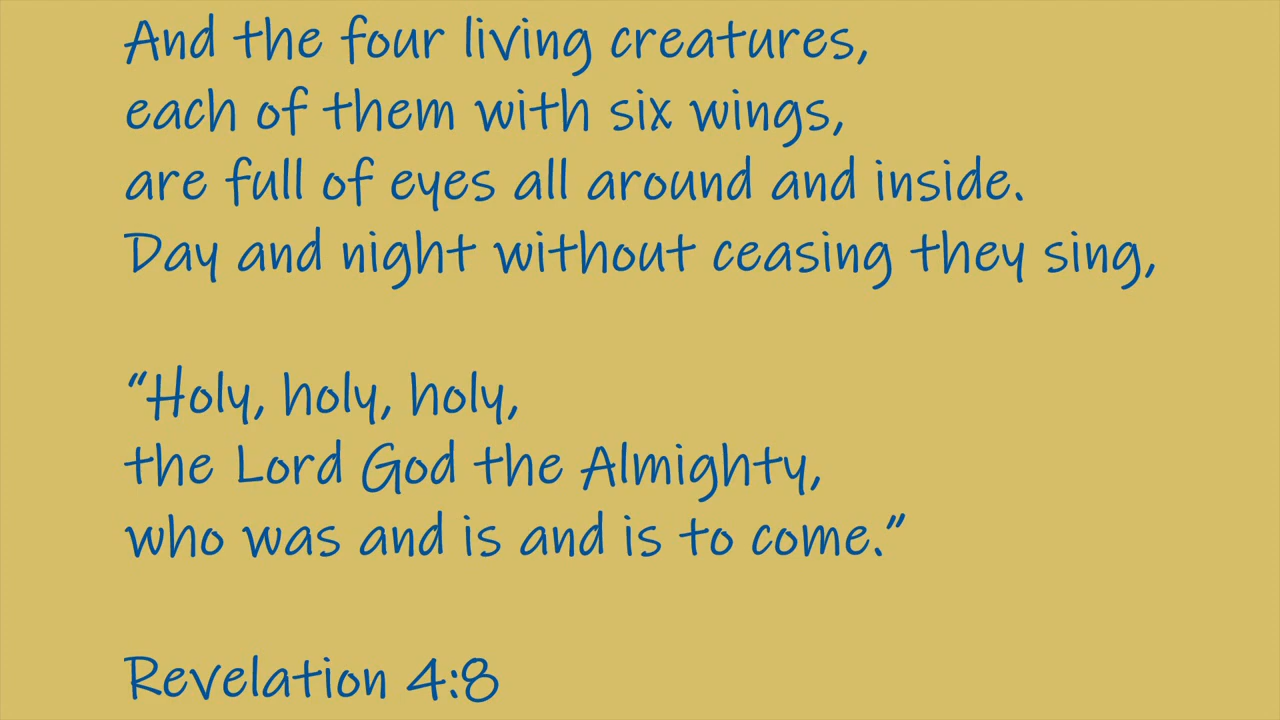 And the four living creatures,
each of them with six wings,
are full of eyes all around and inside.
Day and night without ceasing they sing,
“Holy, holy, holy,
the Lord God the Almighty,
who was and is and is to come.”
Revelation 4:8